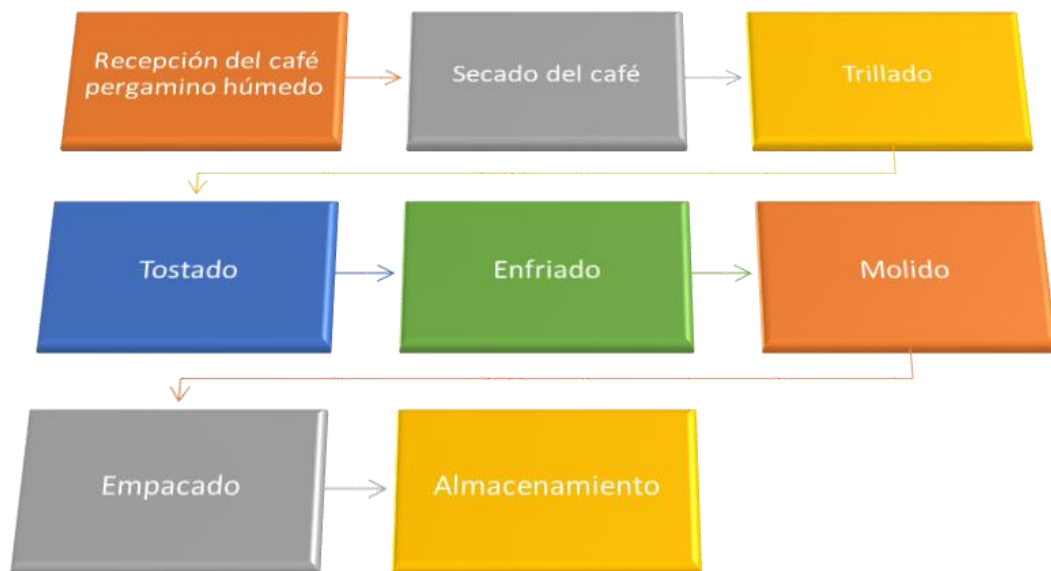 Recepción del café
pergamino húmedo
Secado del café
Trillado
Tostado
Enfriado
Molido
Empacado
Almacenamiento